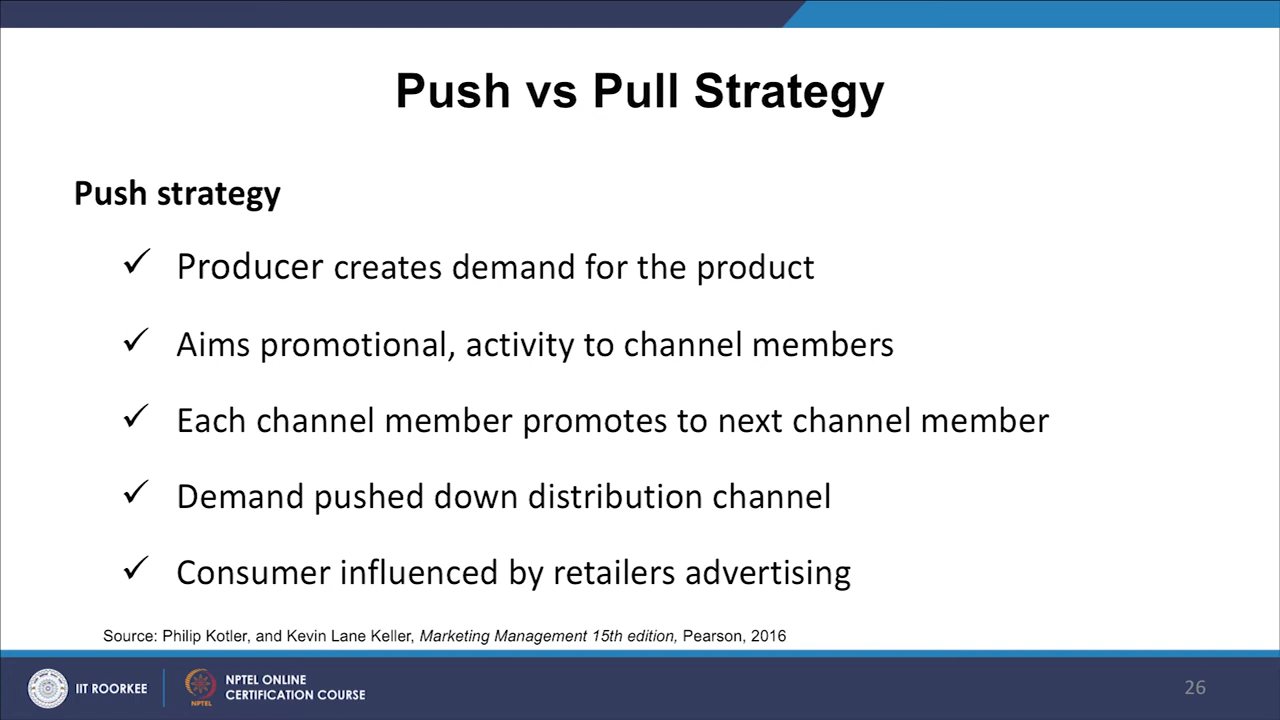 Push vs Pull Strategy
Push strategy
✓ Producer creates demand for the product
✓ Aims promotional, activity to channel members
✓ Each channel member promotes to next channel member
✓ Demand pushed down distribution channel
✓ Consumer influenced by retailers advertising
Source: Philip Kotler, and Kevin Lane Keller, Marketing Management 15th edition, Pearson, 2016
IIT ROORKEE
NPTEL
NPTEL ONLINE
CERTIFICATION COURSE
26